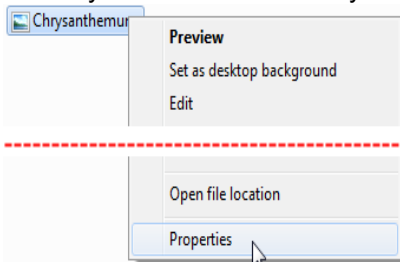 Chrysanthemum
Preview
Set as desktop background
Edit
Open file location
Properties